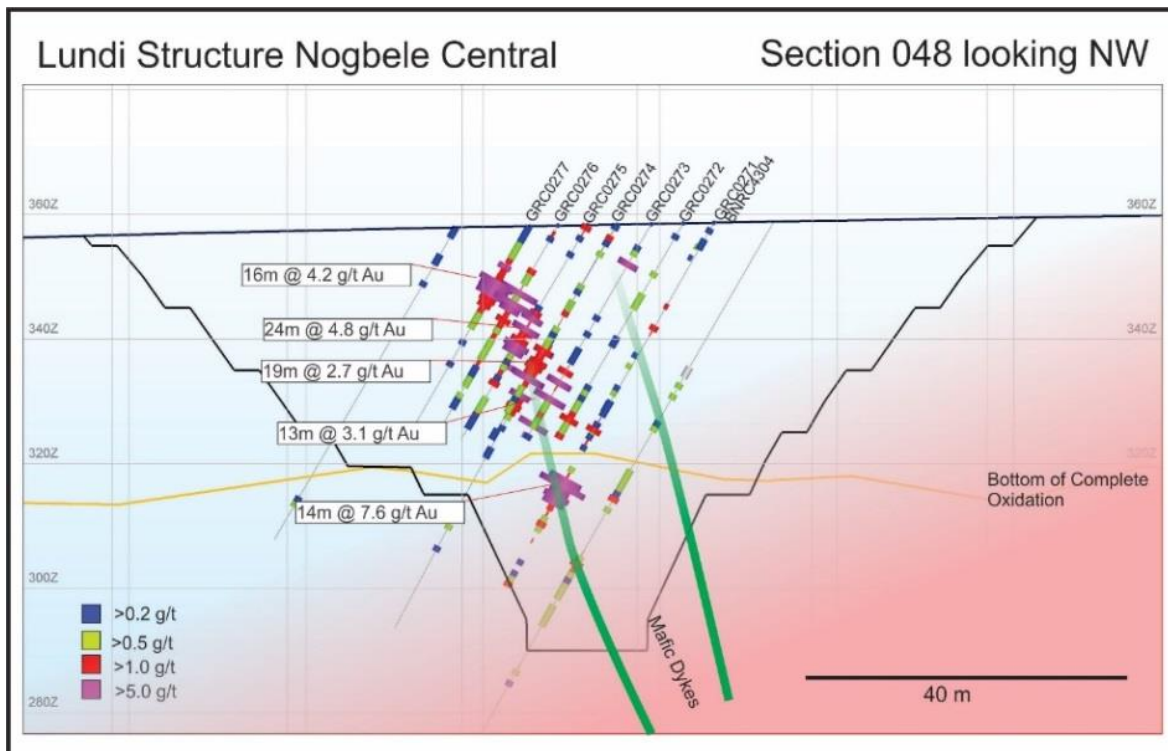 Lundi Structure Nogbele Central
Section 048 looking NW
GRC0277
GRC0276
GRC0275
GRC0274
GRC0273
GRC0272
GRC0271
BNRC4304
360Z
360Z
16m @ 4.2 g/t Au
24m @ 4.8 g/t Au
340Z
340Z
19m @ 2.7 g/t Au
13m @ 3.1 g/t Au
320Z
320Z
Bottom of Complete
Oxidation
14m @ 7.6 g/t Au
300Z
300Z
>0.2 g/t
>0.5 g/t
>1.0 g/t
>5.0 g/t
Mafic Dykes
40 m
280Z
280Z